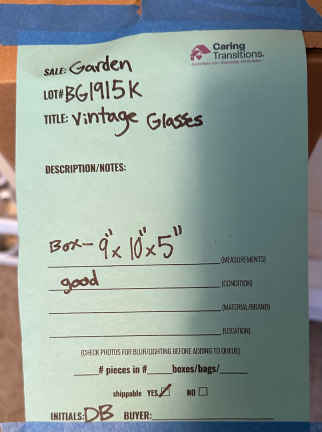 Caring
Transitions.
SALE: Garden
LOT# BG1915K
TITLE: Vintage Glasses
DESCRIPTION/NOTES:
Box- 9" x 10" x 5" (MEASUREMENTS)
good (CONDITION)
(MATERIAL/BRAND)
(LOCATION)
(CHECK PHOTOS FOR BLUR/LIGHTING BEFORE ADDING TO QUEUE)
# pieces in # boxes/bags/
shippable YES NO
INITIALS: DB BUYER: